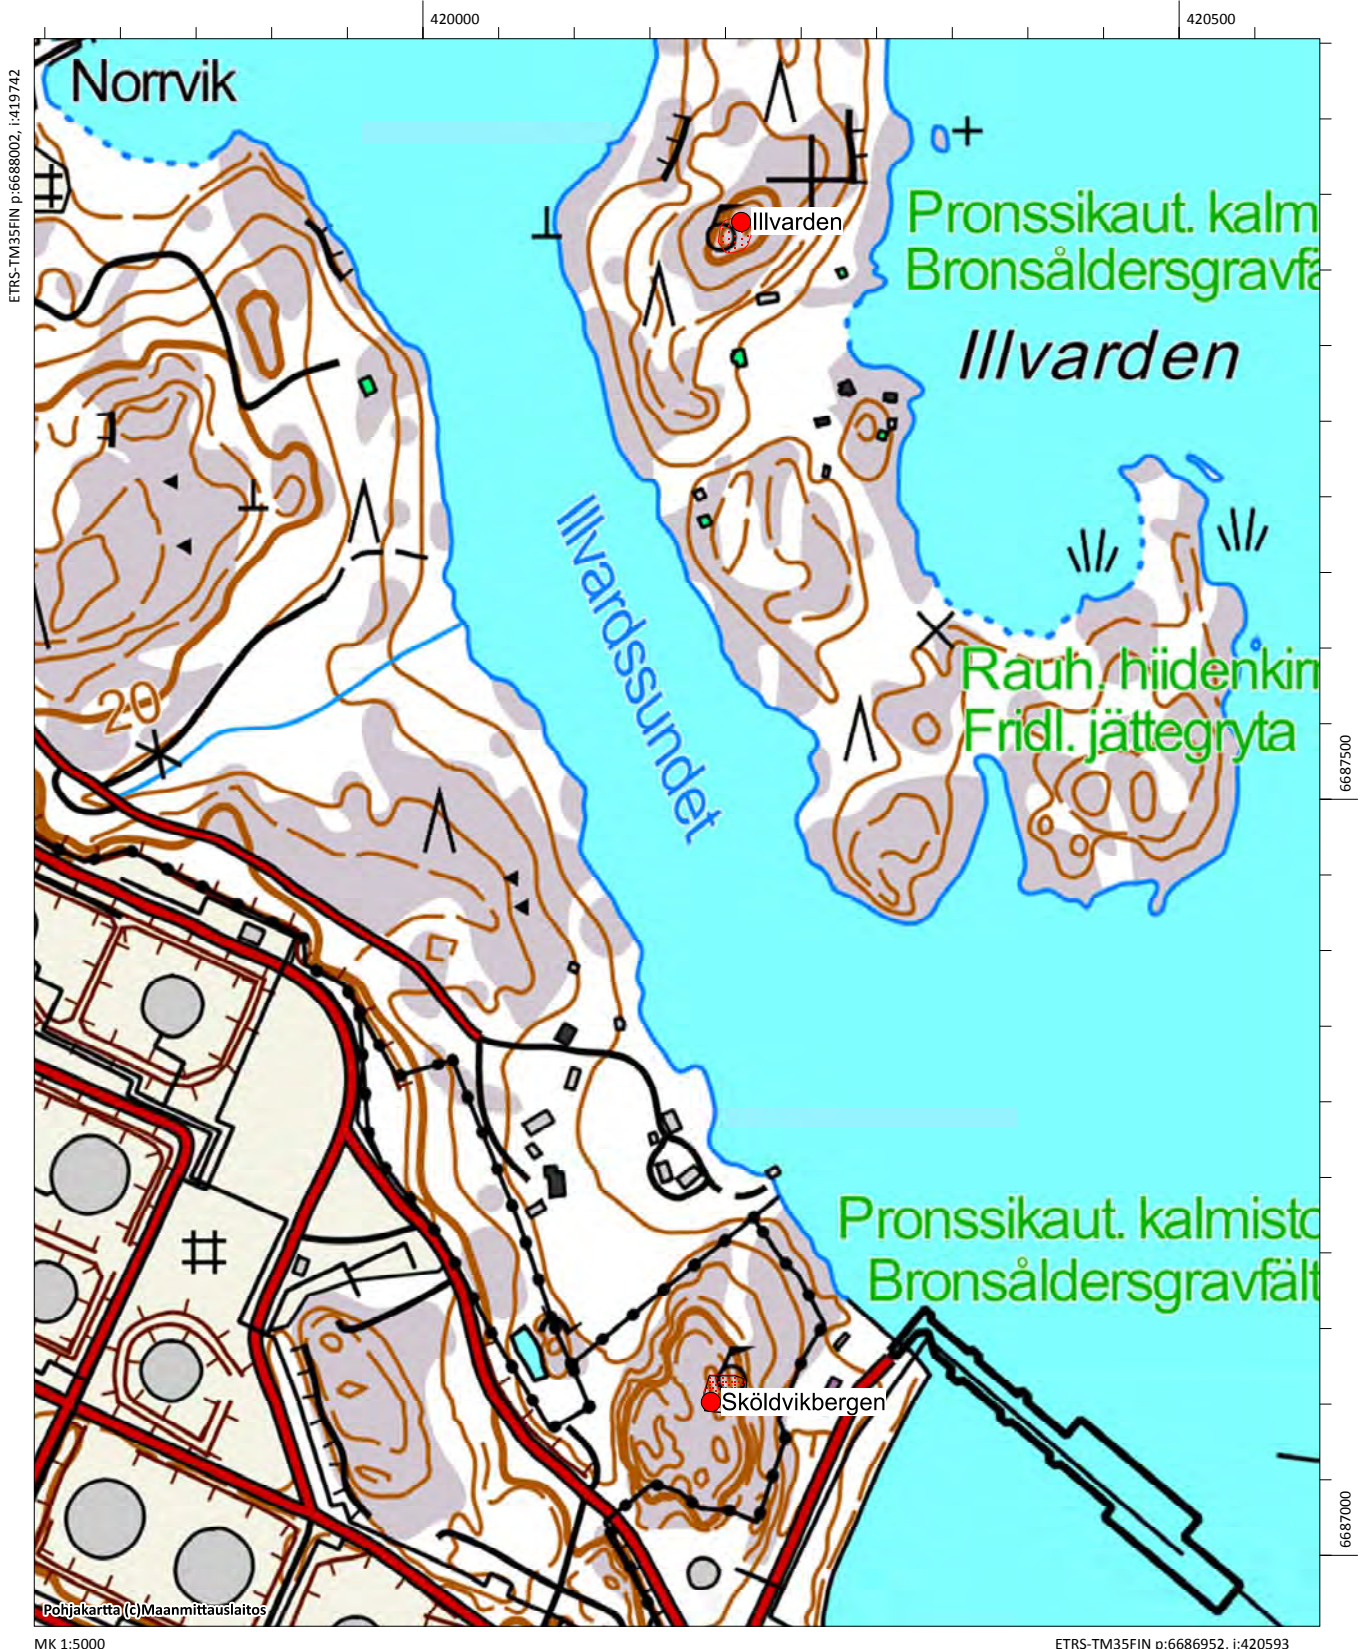 420000
420500
ETRS-TM35FIN p:6688002, i:419742
Norrvik
Illvarden
Pronssikaut. kalm
Bronsåldersgravfä
Illvarden
Illvardssundet
20
Rauh. hiidenkirn
Fridl. jättegryta
6687500
Pronssikaut. kalmisto
Bronsåldersgravfält
Sköldvikbergen
6687000
Pohjakartta (c)Maanmittauslaitos
MK 1:5000
ETRS-TM35FIN p:6686952, i:420593